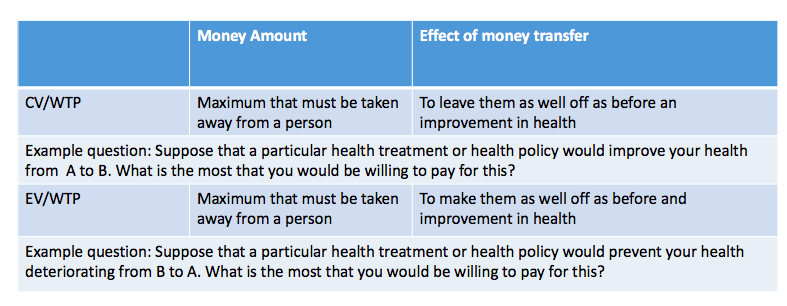 Money Amount Effect of money transfer
CV/WTP Maximum that must be taken To leave them as well off as before an
away from a person improvement in health
Example question: Suppose that a particular health treatment or health policy would improve your health
from A to B. What is the most that you would be willing to pay for this?
EV/WTP Maximum that must be taken To make them as well off as before and
away from a person improvement in health
Example question: Suppose that a particular health treatment or health policy would prevent your health
deteriorating from B to A. What is the most that you would be willing to pay for this?